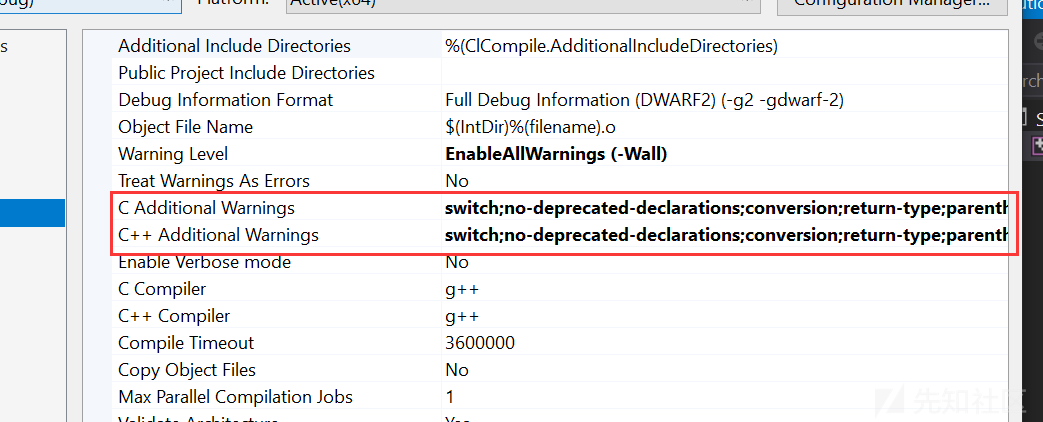 Active(x64)
Configuration Manager...
Additional Include Directories %(ClCompile.AdditionalIncludeDirectories)
Public Project Include Directories
Debug Information Format Full Debug Information (DWARF2) (-g2 -gdwarf-2)
Object File Name $(IntDir)%(filename).o
Warning Level EnableAllWarnings (-Wall)
Treat Warnings As Errors No
C Additional Warnings switch;no-deprecated-declarations;conversion;return-type;parenth
C++ Additional Warnings switch;no-deprecated-declarations;conversion;return-type;parenth
Enable Verbose mode No
C Compiler g++
C++ Compiler g++
Compile Timeout 3600000
Copy Object Files No
Max Parallel Compilation Jobs 1
Validate Architecture Yes
先知社区